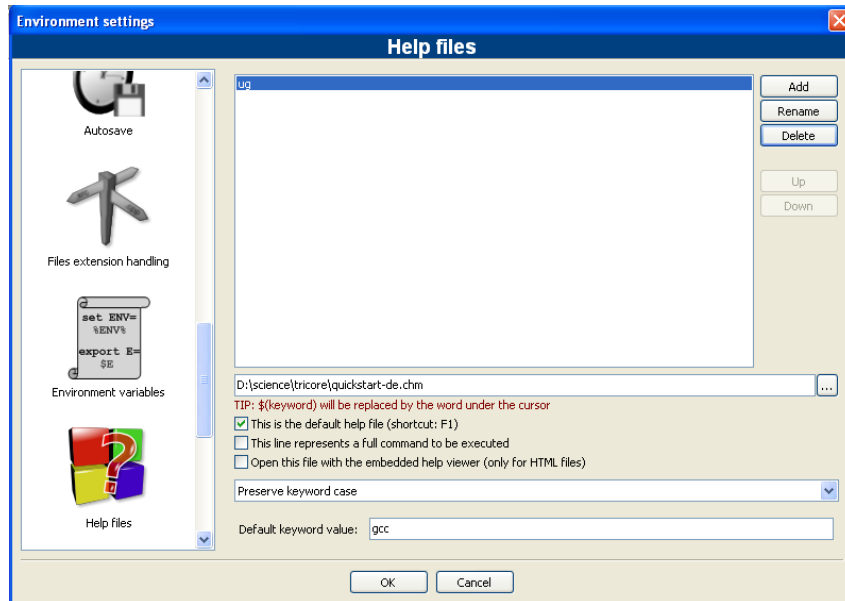 Environment settings
Help files
Autosave
Files extension handling
set ENV=
%ENV%
export E=
$E
Environment variables
Help files
ug
Add
Rename
Delete
Up
Down
D:\science\tricore\quickstart-de.chm
...
TIP: $(keyword) will be replaced by the word under the cursor
This is the default help file (shortcut: F1)
This line represents a full command to be executed
Open this file with the embedded help viewer (only for HTML files)
Preserve keyword case
Default keyword value: gcc
OK Cancel